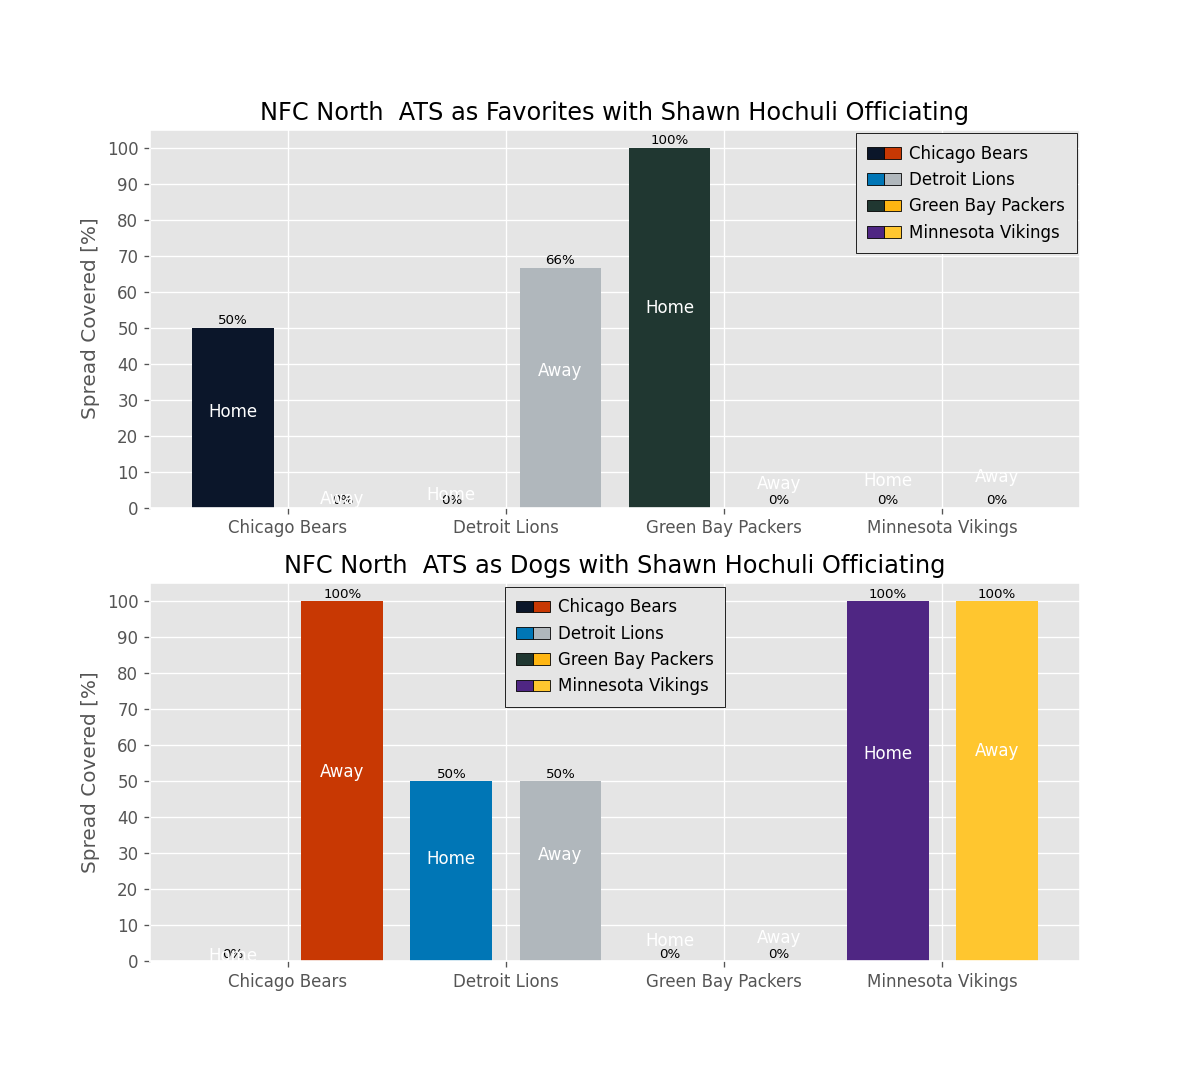 NFC North  ATS as Favorites with Shawn Hochuli Officiating
Spread Covered [%]
100
90
80
70
60
50
40
30
20
10
0
50%
Home
0%
Away
0%
Home
66%
Away
100%
Home
0%
Away
0%
Home
0%
Away
Chicago Bears
Detroit Lions
Green Bay Packers
Minnesota Vikings
Chicago Bears
Detroit Lions
Green Bay Packers
Minnesota Vikings
NFC North  ATS as Dogs with Shawn Hochuli Officiating
Spread Covered [%]
100
90
80
70
60
50
40
30
20
10
0
0%
Home
100%
Away
50%
Home
50%
Away
0%
Home
0%
Away
100%
Home
100%
Away
Chicago Bears
Detroit Lions
Green Bay Packers
Minnesota Vikings
Chicago Bears
Detroit Lions
Green Bay Packers
Minnesota Vikings